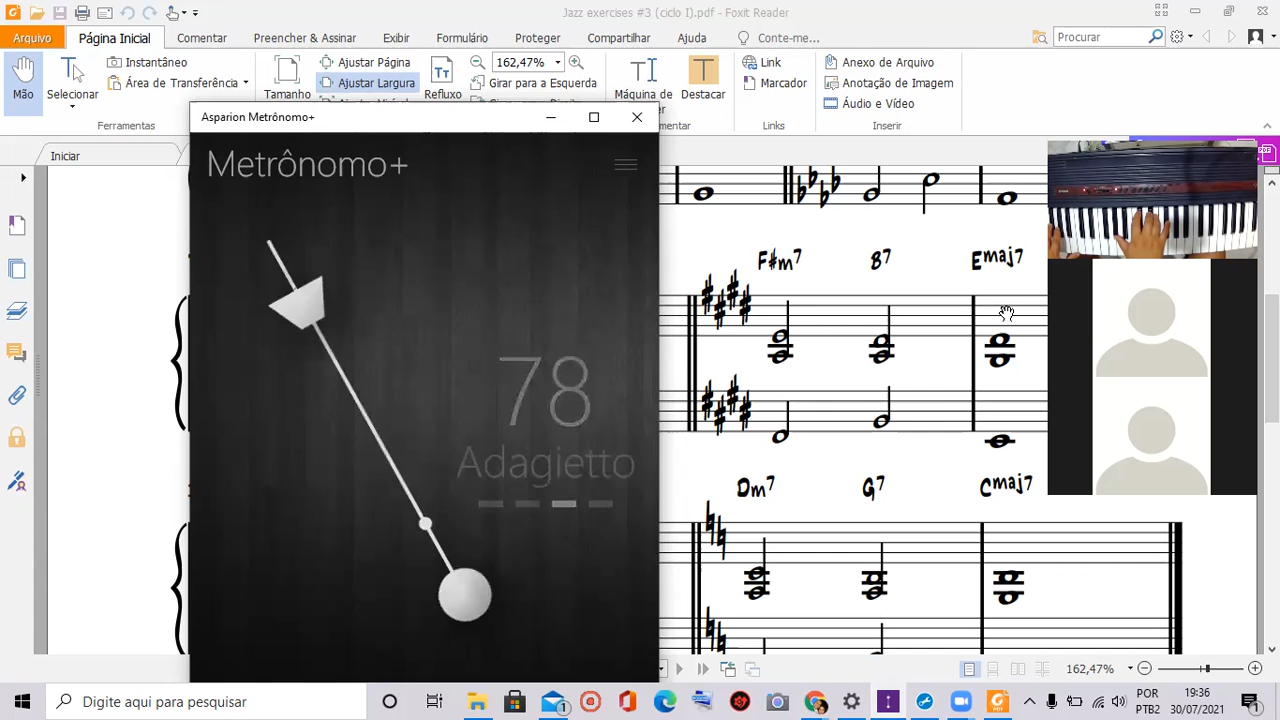 Jazz exercises #3 (ciclo I).pdf - Foxit Reader
Arquivo Página Inicial Comentar Preencher & Assinar Exibir Formulário Proteger Compartilhar Ajuda Conte-me... Procurar
Mão
Selecionar
Instantâneo
Área de Transferência
Ferramentas
Tamanho
Ajustar Página
Ajustar Largura
Refluxo
162,47%
Girar para a Esquerda
Máquina de
Destacar
Link
Marcador
Links
Anexo de Arquivo
Anotação de Imagem
Áudio e Vídeo
Inserir
Iniciar
Asparion Metrônomo+
Metrônomo+
78
Adagietto
F#m7 B7 Emaj7
Dm7 G7 Cmaj7
162,47%
Digite aqui para pesquisar
POR
PTB2
19:36
30/07/2021